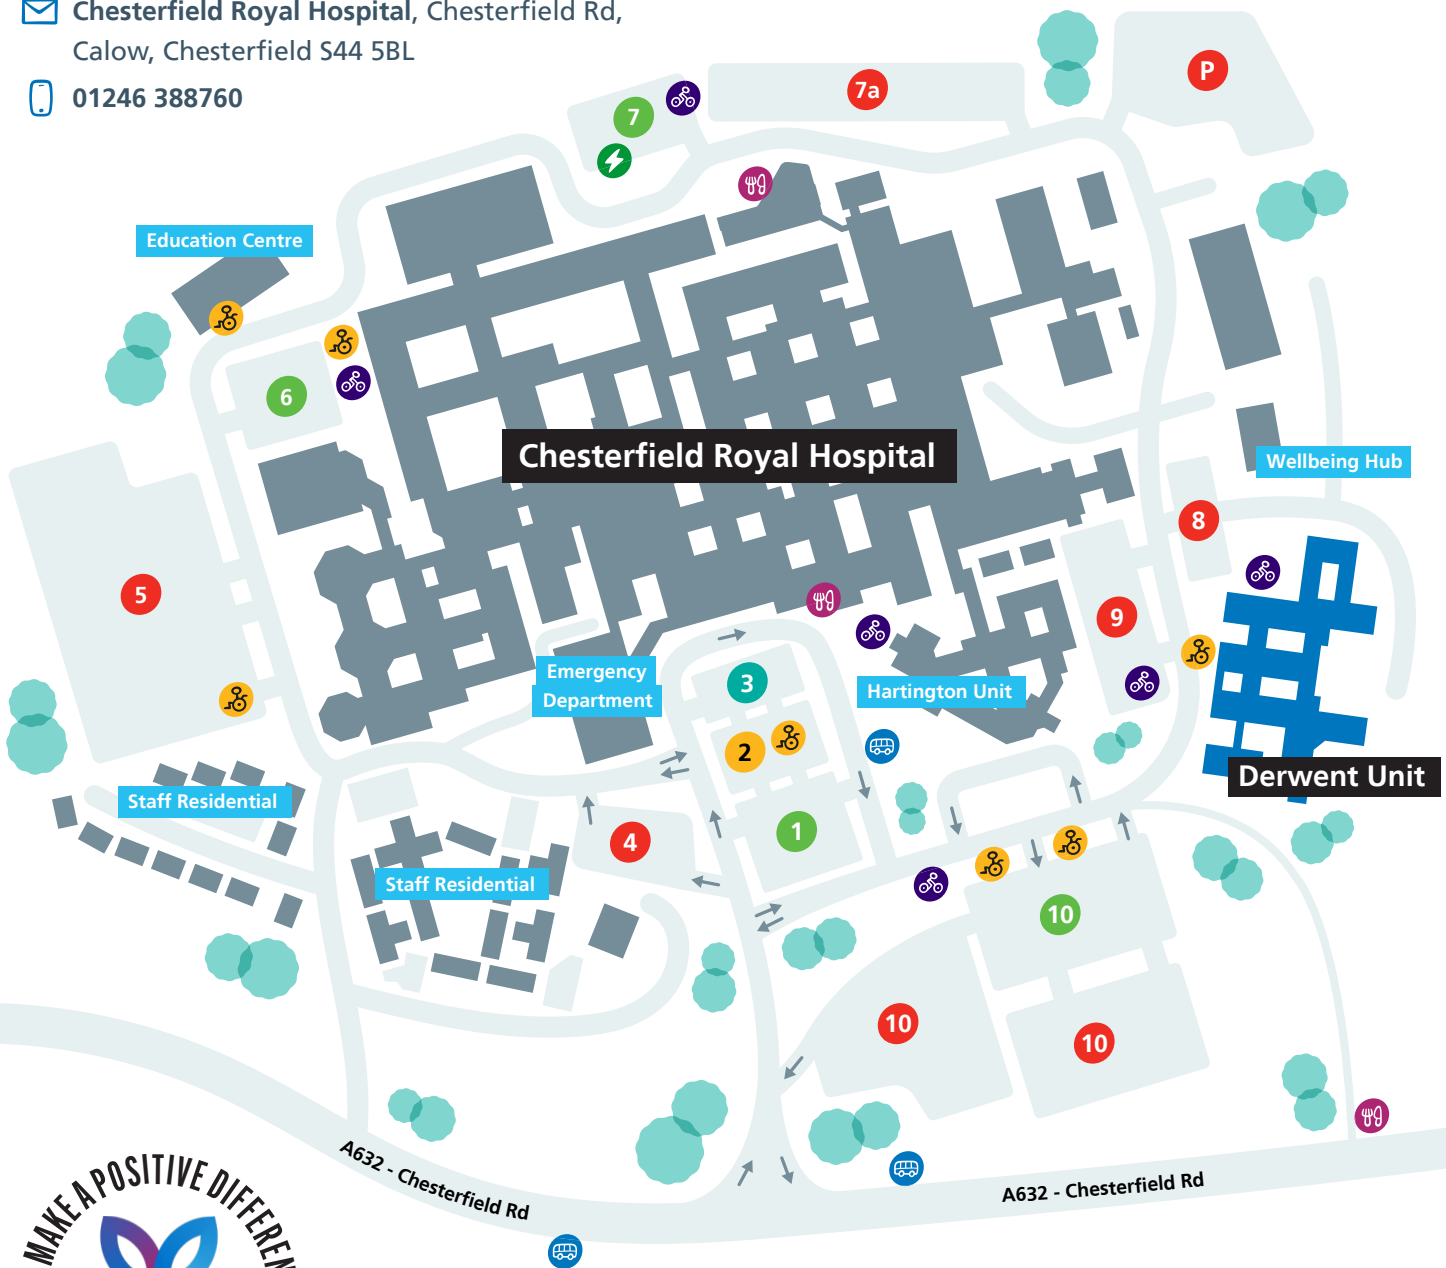 Chesterfield Royal Hospital, Chesterfield Rd,
Calow, Chesterfield S44 5BL
01246 388760
P
7a
7
Education Centre
6
Chesterfield Royal Hospital
Wellbeing Hub
8
5
9
Emergency
Department
3
Hartington Unit
2
Derwent Unit
Staff Residential
1
4
Staff Residential
10
10
10
A632 - Chesterfield Rd
A632 - Chesterfield Rd
MAKE A POSITIVE DIFFEREN